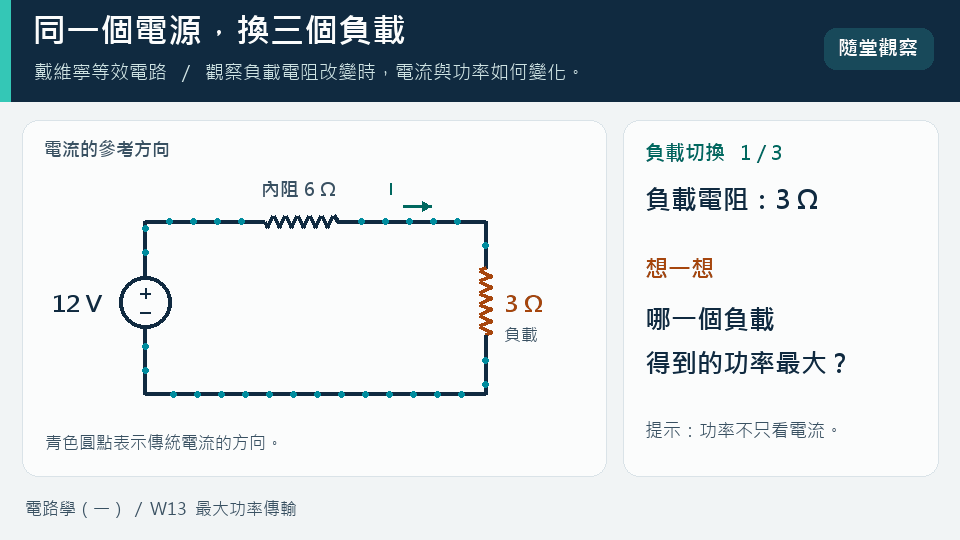 同一個電源，換三個負載
戴維寧等效電路 / 觀察負載電阻改變時，電流與功率如何變化。
隨堂觀察
電流的參考方向
內阻 6 Ω
I
12 V
+
−
3 Ω
負載
青色圓點表示傳統電流的方向。
負載切換 1 / 3
負載電阻：3 Ω
想一想
哪一個負載
得到的功率最大？
提示：功率不只看電流。
電路學（一） / W13 最大功率傳輸